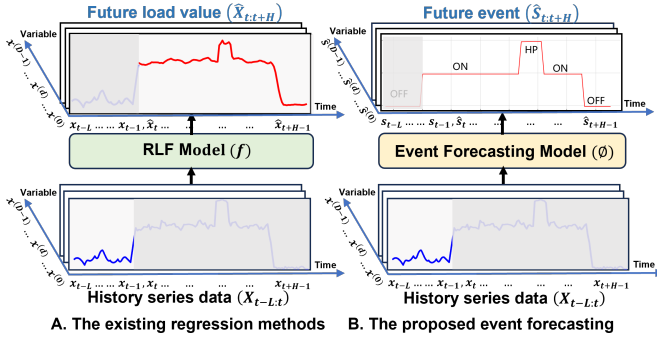 Future load value (X̂ₜ:ₜ₊H)
Variable
x̂⁽ᴰ⁻¹⁾ ... x̂⁽ᵈ⁾ ... x̂⁽⁰⁾
Time
xₜ₋L ... ... xₜ₋₁, x̂ₜ ... ... ... x̂ₜ₊H₋₁
RLF Model (f)
Variable
x⁽ᴰ⁻¹⁾ ... x⁽ᵈ⁾ ... x⁽⁰⁾
Time
xₜ₋L ... ... xₜ₋₁, xₜ ... ... ... xₜ₊H₋₁
History series data (Xₜ₋L:ₜ)
A. The existing regression methods
Future event (Ŝₜ:ₜ₊H)
Variable
ŝ⁽ᴰ⁻¹⁾ ... ŝ⁽ᵈ⁾ ... ŝ⁽⁰⁾
HP
ON
ON
OFF
OFF
Time
sₜ₋L ... ... sₜ₋₁, ŝₜ ... ... ... ŝₜ₊H₋₁
Event Forecasting Model (∅)
Variable
x⁽ᴰ⁻¹⁾ ... x⁽ᵈ⁾ ... x⁽⁰⁾
Time
xₜ₋L ... ... xₜ₋₁, xₜ ... ... ... xₜ₊H₋₁
History series data (Xₜ₋L:ₜ)
B. The proposed event forecasting